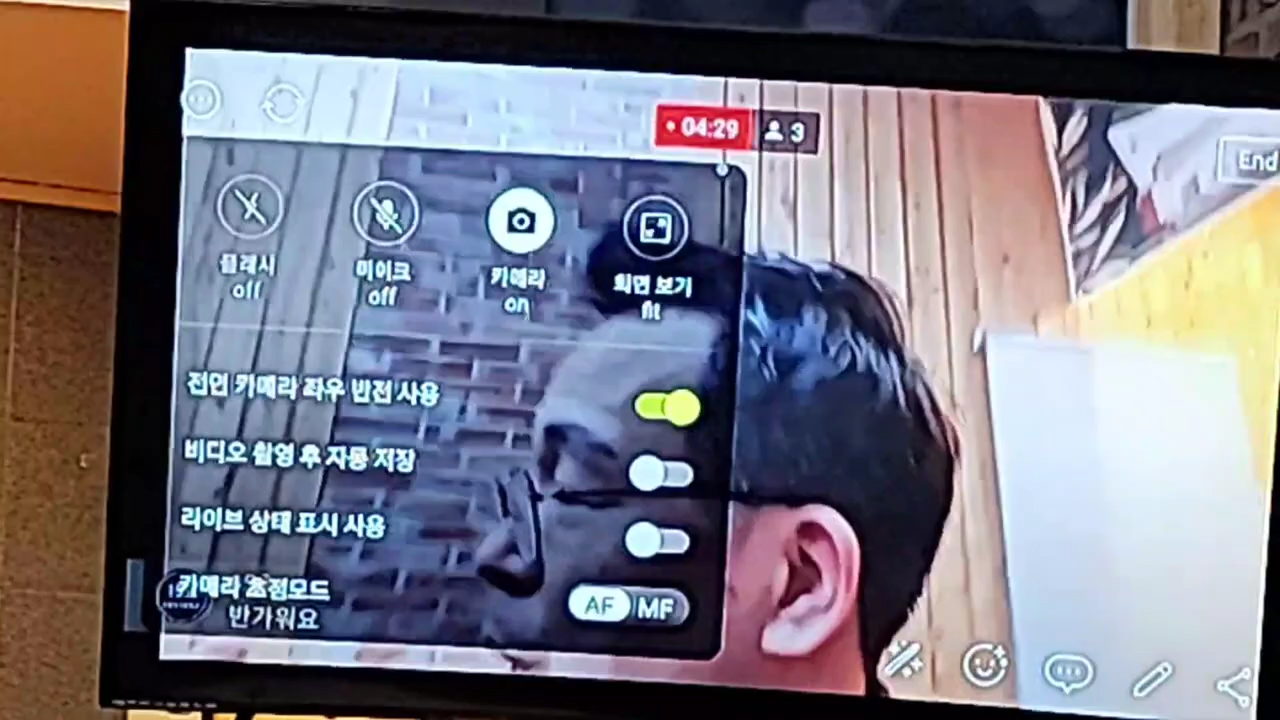 04:29
3
End
플래시
off
마이크
off
카메라
on
화면 보기
fit
전면 카메라 좌우 반전 사용
비디오 촬영 후 자동 저장
라이브 상태 표시 사용
카메라 초점모드
AF
MF
반가워요